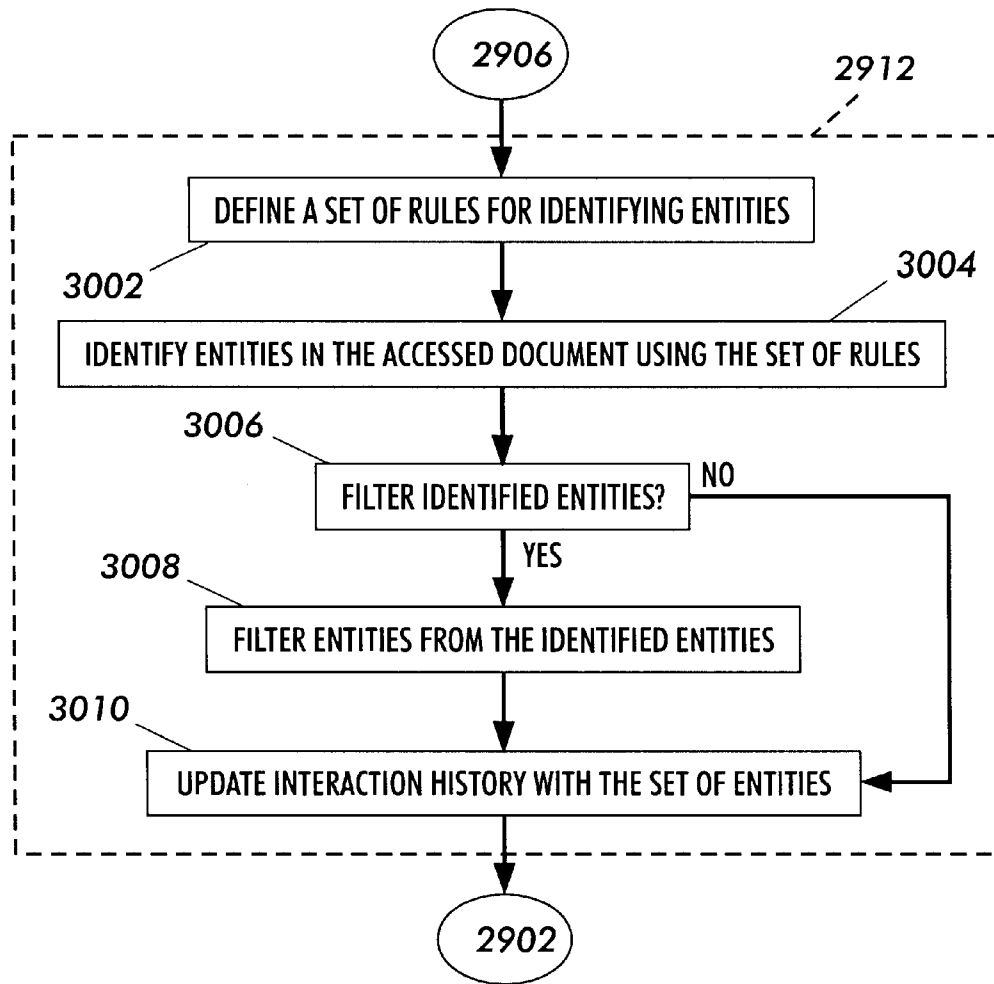 2906
2912
DEFINE A SET OF RULES FOR IDENTIFYING ENTITIES
3002
3004
IDENTIFY ENTITIES IN THE ACCESSED DOCUMENT USING THE SET OF RULES
3006
FILTER IDENTIFIED ENTITIES?
NO
YES
3008
FILTER ENTITIES FROM THE IDENTIFIED ENTITIES
3010
UPDATE INTERACTION HISTORY WITH THE SET OF ENTITIES
2902